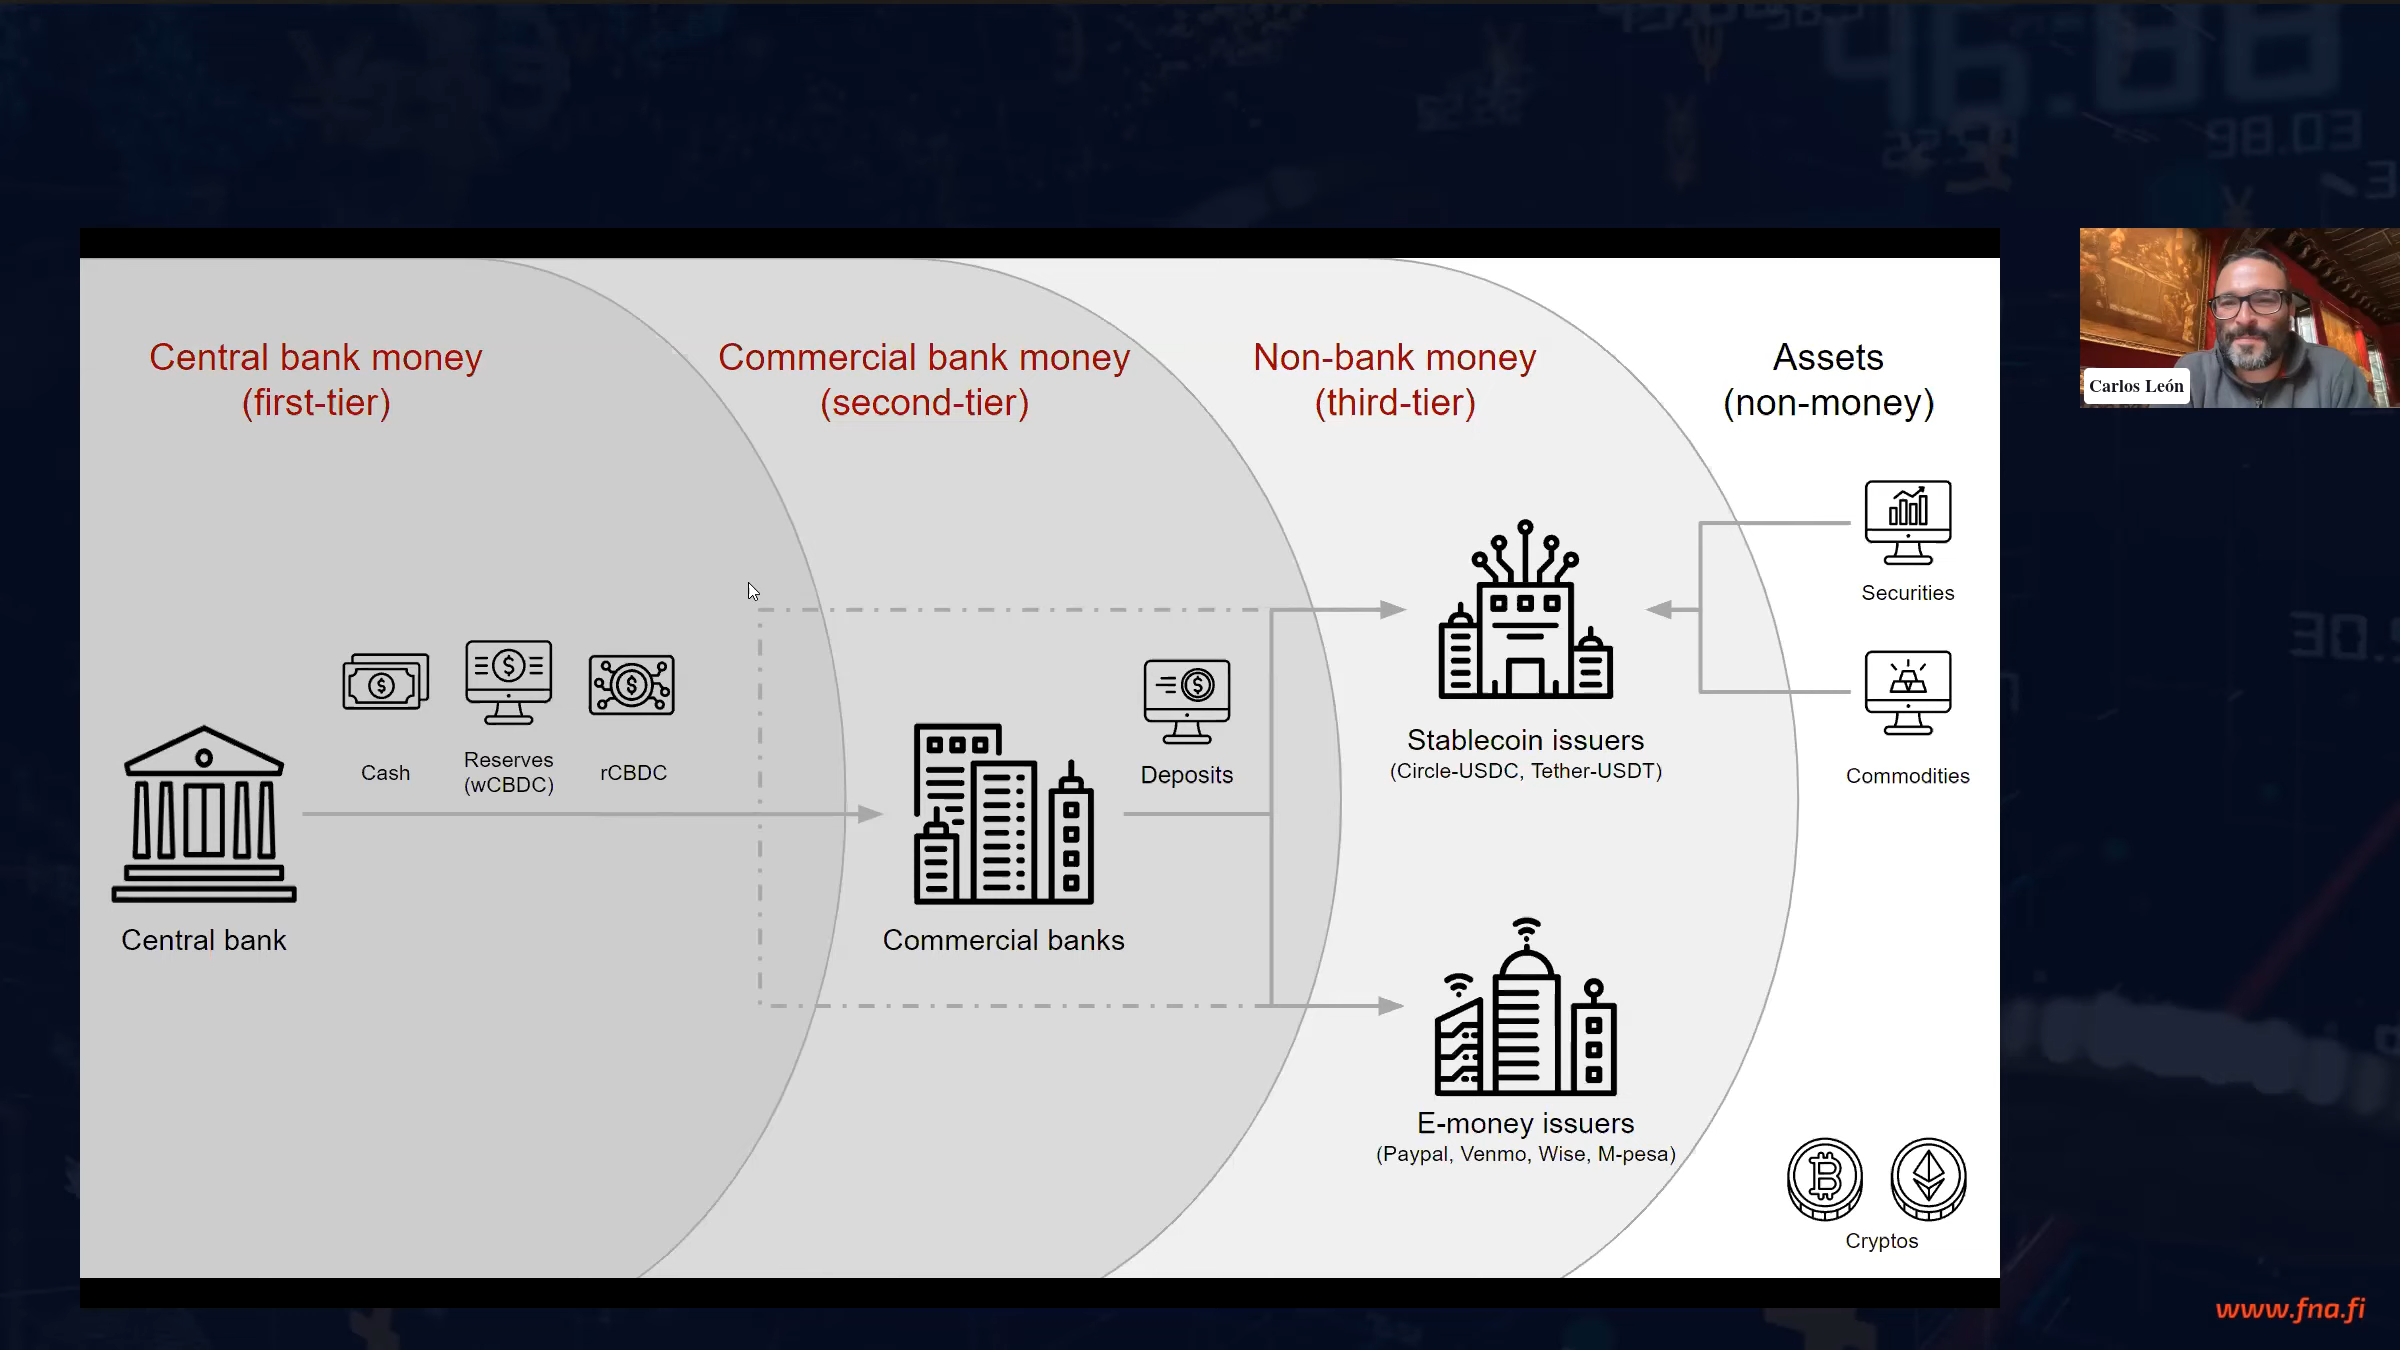 Central bank money
(first-tier)
Commercial bank money
(second-tier)
Non-bank money
(third-tier)
Assets
(non-money)
Carlos León
Securities
Cash
Reserves
(wCBDC)
rCBDC
Deposits
Stablecoin issuers
(Circle-USDC, Tether-USDT)
Commodities
Central bank
Commercial banks
E-money issuers
(Paypal, Venmo, Wise, M-pesa)
Cryptos
www.fna.fi
98.03